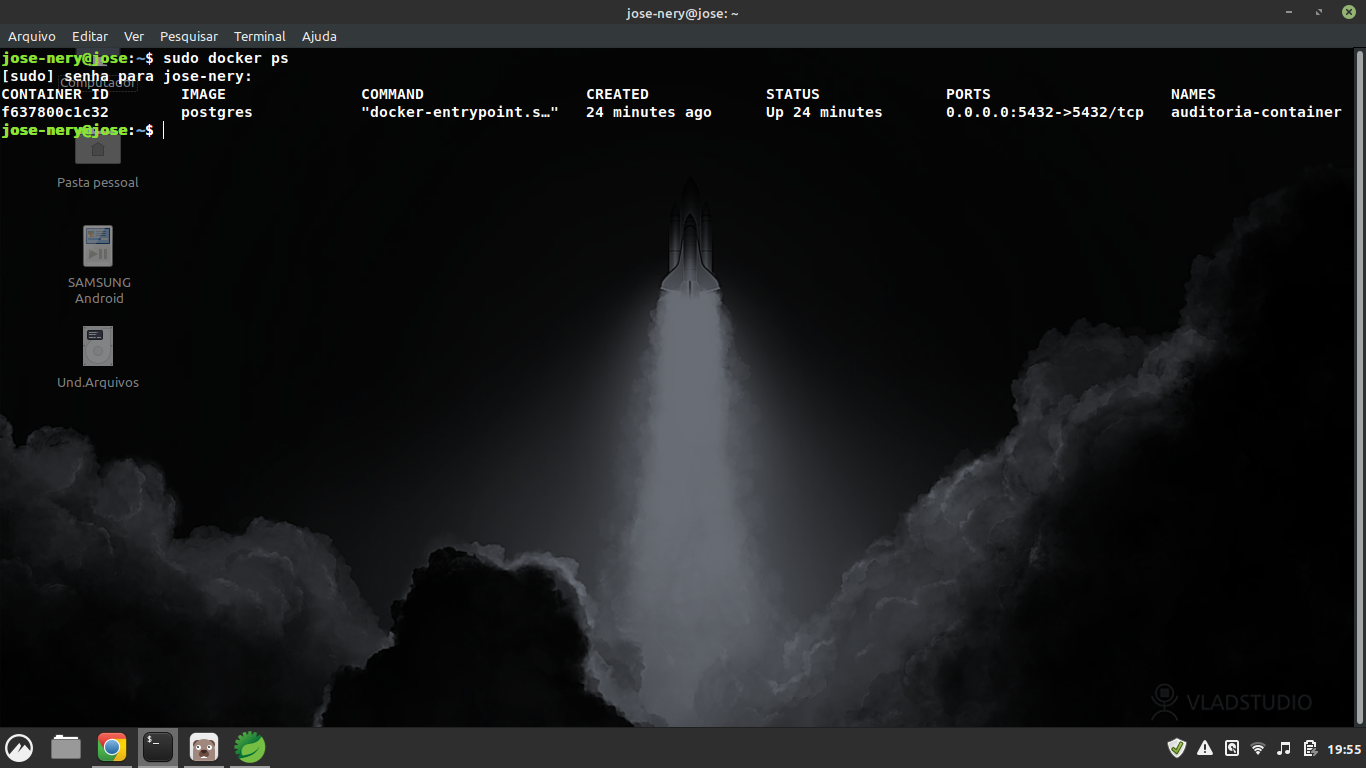 jose-nery@jose: ~
Arquivo Editar Ver Pesquisar Terminal Ajuda
jose-nery@jose:~$ sudo docker ps
[sudo] senha para jose-nery:
Computador
CONTAINER ID IMAGE COMMAND CREATED STATUS PORTS NAMES
f637800c1c32 postgres "docker-entrypoint.s…" 24 minutes ago Up 24 minutes 0.0.0.0:5432->5432/tcp auditoria-container
jose-nery@jose:~$
Pasta pessoal
SAMSUNG
Android
Und.Arquivos
VLADSTUDIO
19:55